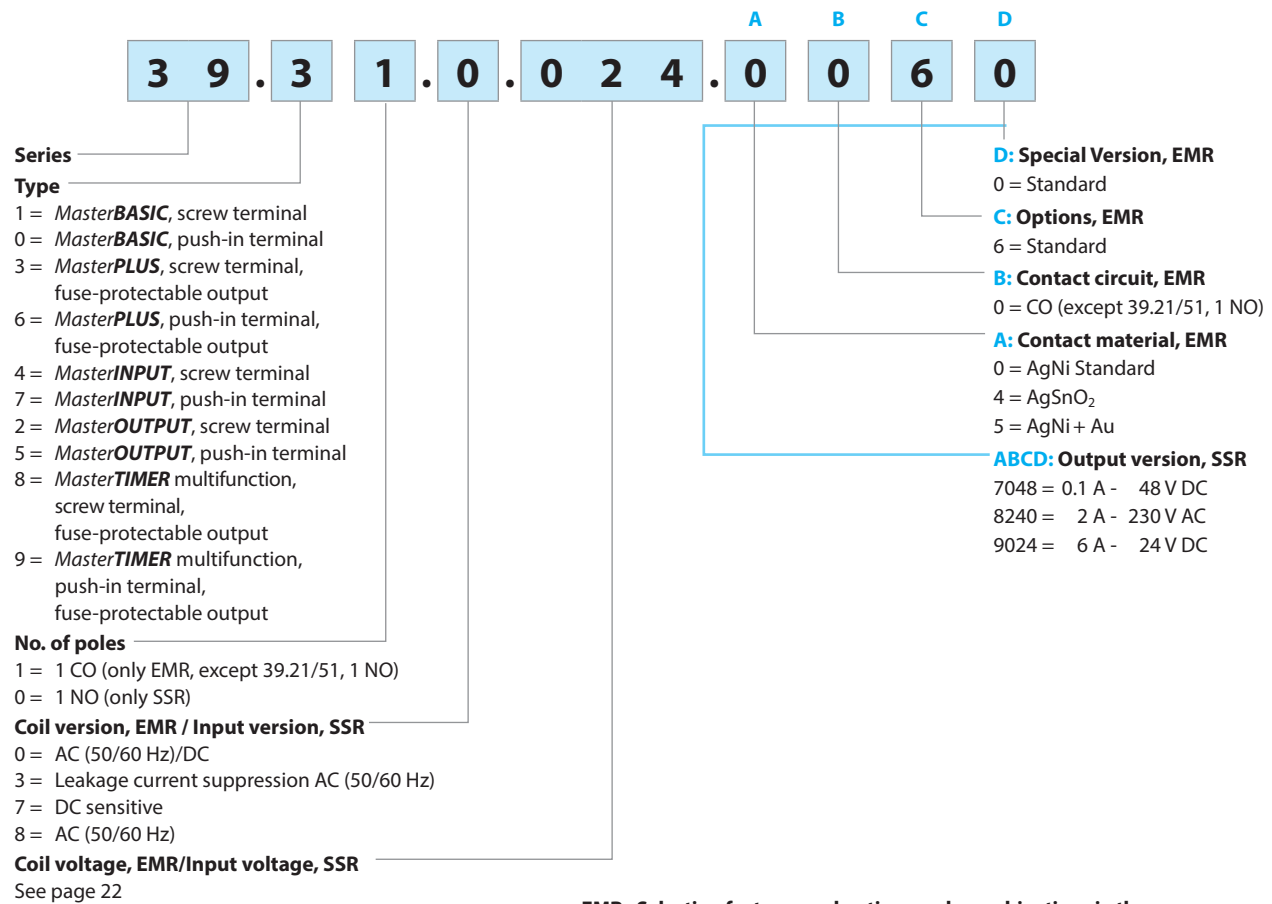 A B C D
3 9 . 3 1 . 0 . 0 2 4 . 0 0 6 0
Series
Type
1 = MasterBASIC, screw terminal
0 = MasterBASIC, push-in terminal
3 = MasterPLUS, screw terminal,
fuse-protectable output
6 = MasterPLUS, push-in terminal,
fuse-protectable output
4 = MasterINPUT, screw terminal
7 = MasterINPUT, push-in terminal
2 = MasterOUTPUT, screw terminal
5 = MasterOUTPUT, push-in terminal
8 = MasterTIMER multifunction,
screw terminal,
fuse-protectable output
9 = MasterTIMER multifunction,
push-in terminal,
fuse-protectable output
No. of poles
1 = 1 CO (only EMR, except 39.21/51, 1 NO)
0 = 1 NO (only SSR)
Coil version, EMR / Input version, SSR
0 = AC (50/60 Hz)/DC
3 = Leakage current suppression AC (50/60 Hz)
7 = DC sensitive
8 = AC (50/60 Hz)
Coil voltage, EMR/Input voltage, SSR
See page 22
D: Special Version, EMR
0 = Standard
C: Options, EMR
6 = Standard
B: Contact circuit, EMR
0 = CO (except 39.21/51, 1 NO)
A: Contact material, EMR
0 = AgNi Standard
4 = AgSnO₂
5 = AgNi + Au
ABCD: Output version, SSR
7048 = 0.1 A - 48 V DC
8240 = 2 A - 230 V AC
9024 = 6 A - 24 V DC